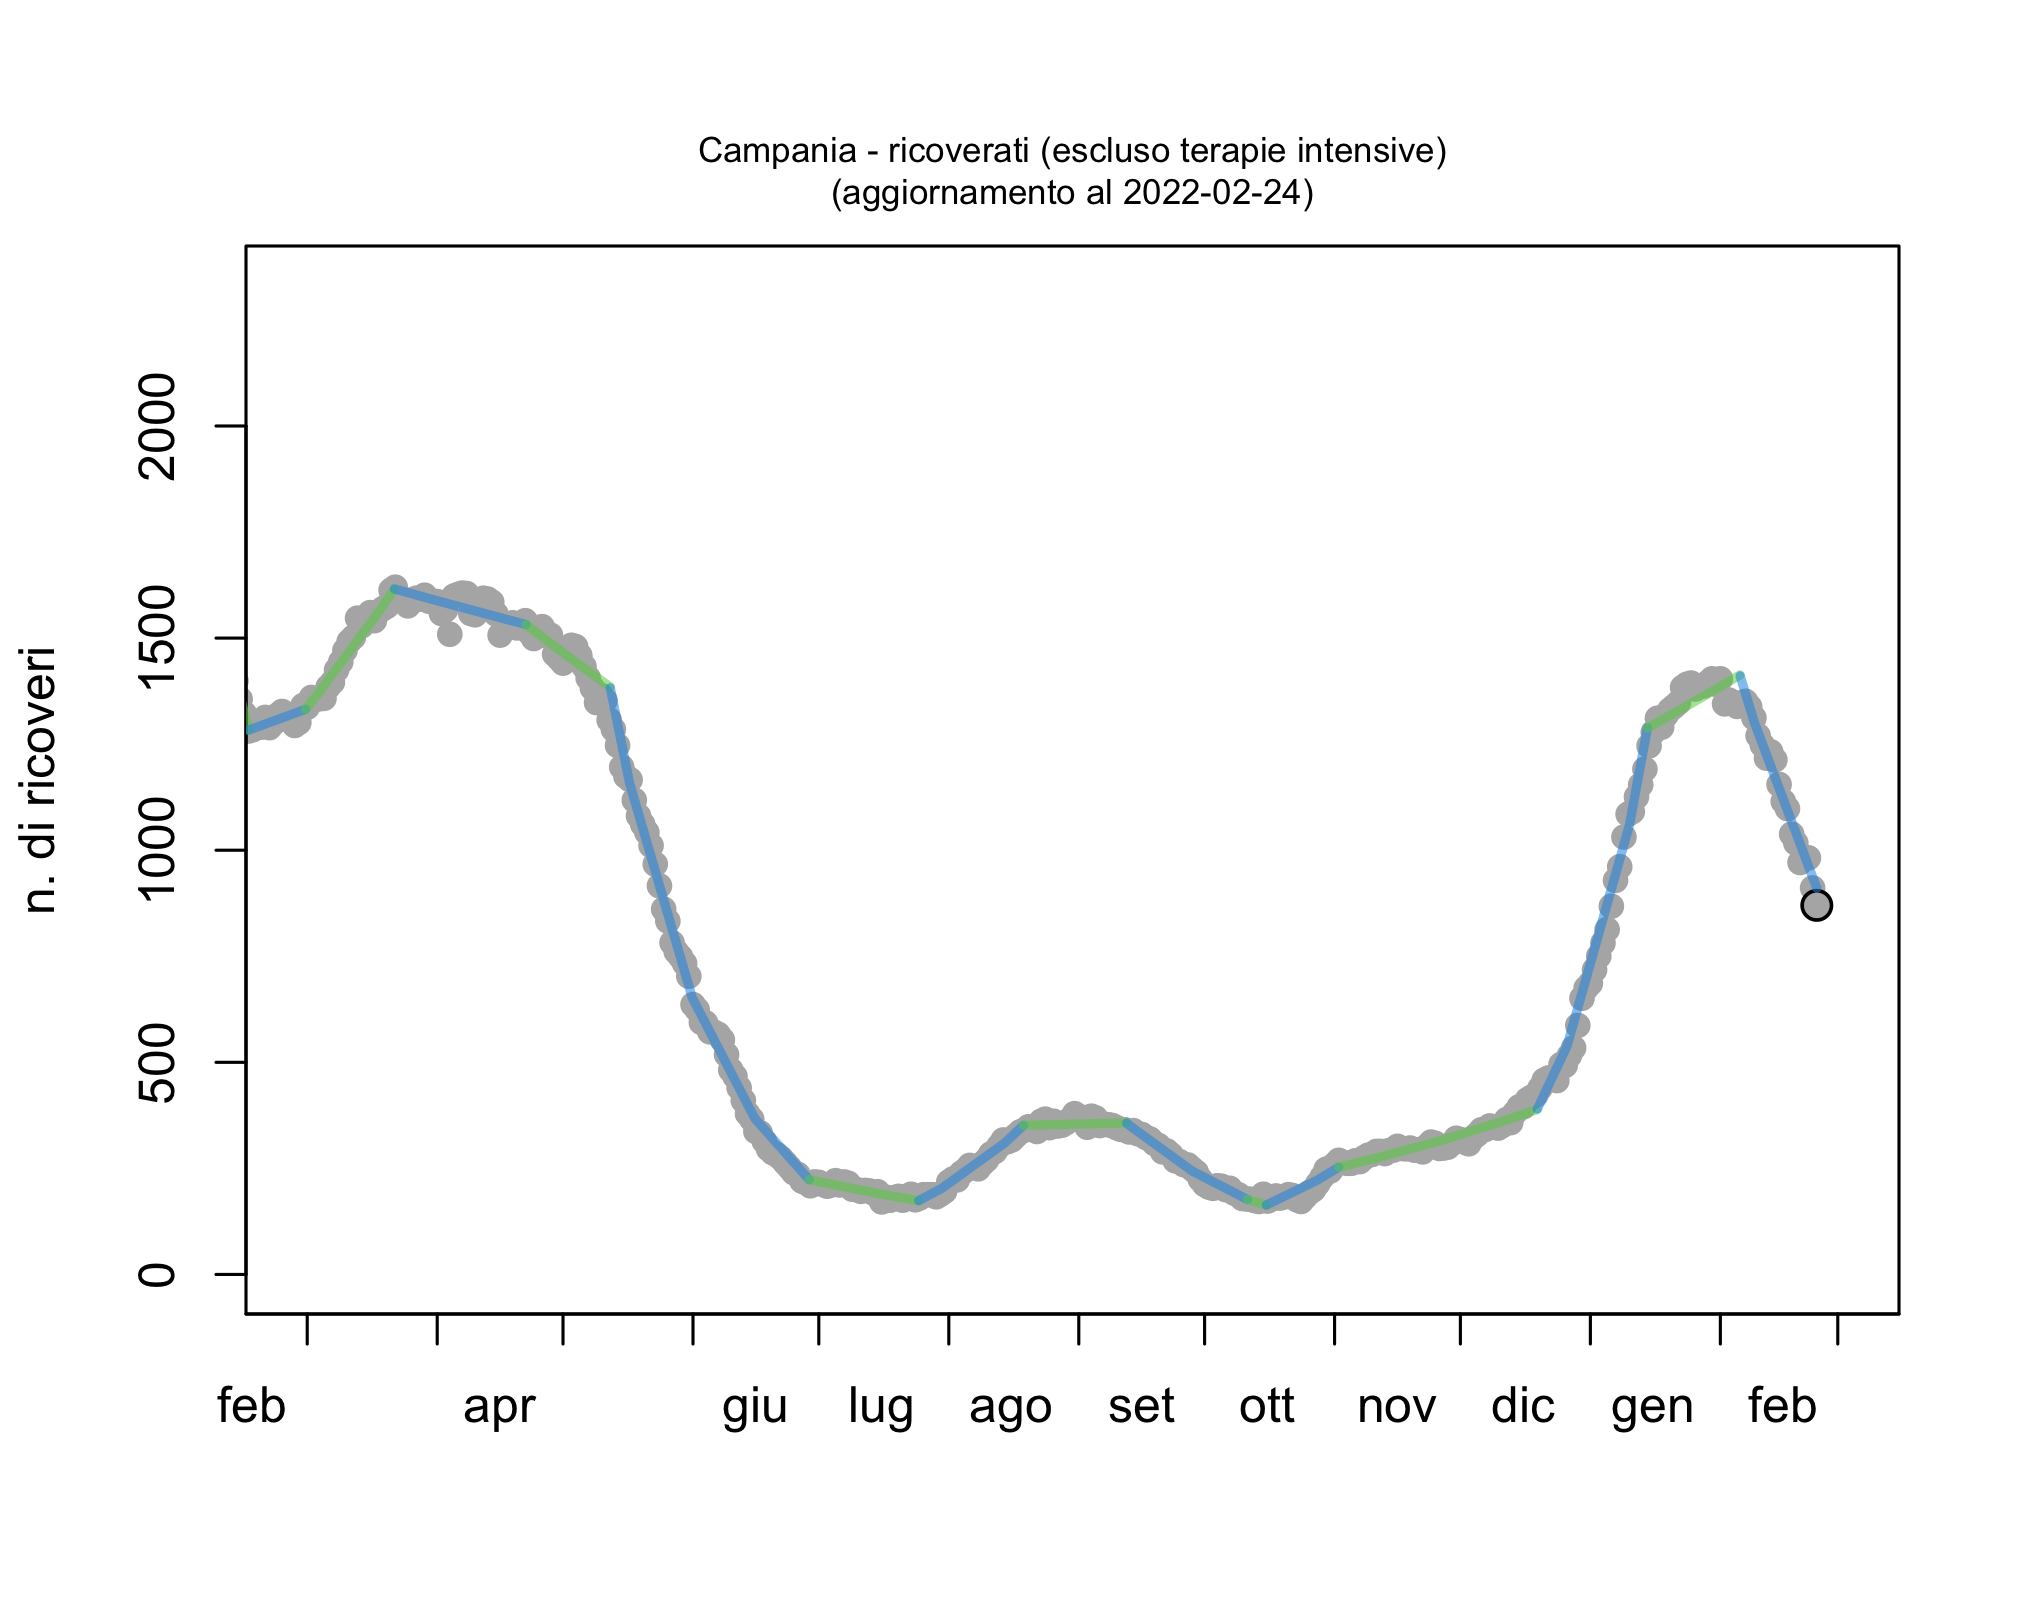 Campania - ricoverati (escluso terapie intensive)
(aggiornamento al 2022-02-24)
n. di ricoveri
2000
1500
1000
500
0
feb apr giu lug ago set ott nov dic gen feb